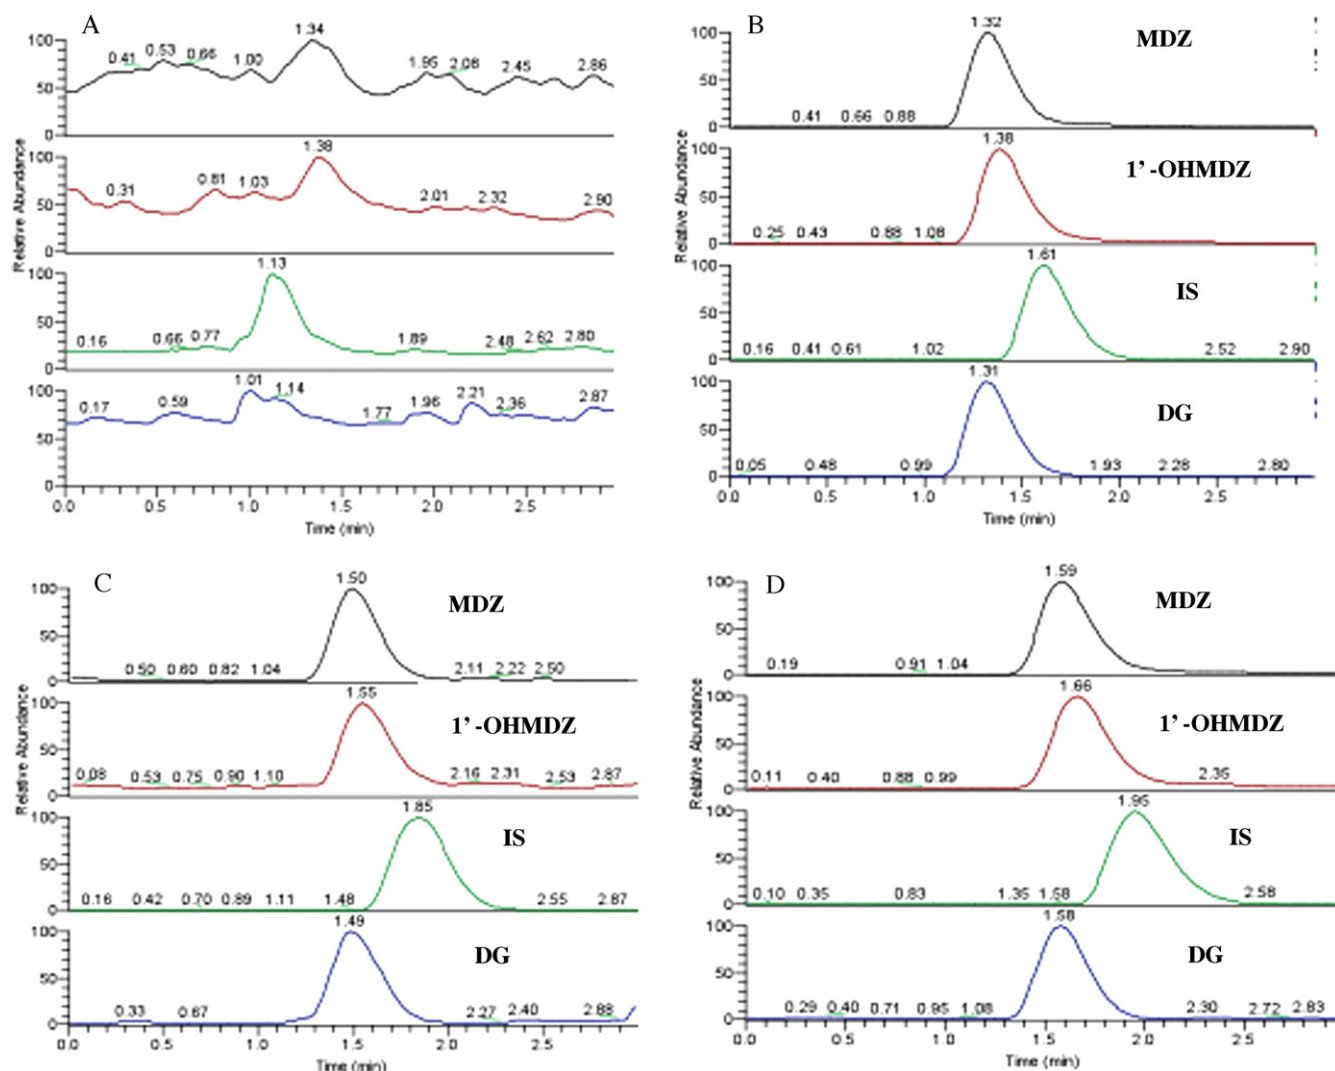 A
1.34
0.41 0.53 0.66 1.00 1.95 2.08 2.45 2.86
100
50
0
1.38
0.31 0.81 1.03 2.01 2.32 2.90
100
50
0
1.13
0.16 0.66 0.77 1.89 2.48 2.62 2.80
100
50
0
1.01
0.17 0.59 1.14 1.77 1.96 2.21 2.36 2.87
100
50
0
Relative Abundance
0.0 0.5 1.0 1.5 2.0 2.5
Time (min)
B
MDZ
1.32
0.41 0.66 0.88
100
50
0
1'-OHMDZ
1.38
0.25 0.43 0.88 1.08
100
50
0
IS
1.61
0.16 0.41 0.61 1.02 2.52 2.90
100
50
0
DG
1.31
0.05 0.48 0.99 1.93 2.28 2.80
100
50
0
Relative Abundance
0.0 0.5 1.0 1.5 2.0 2.5
Time (min)
C
MDZ
1.50
0.50 0.60 0.82 1.04 2.11 2.22 2.50
100
50
0
1'-OHMDZ
1.55
0.08 0.53 0.75 0.90 1.10 2.16 2.31 2.53 2.87
100
50
0
IS
1.85
0.16 0.42 0.70 0.89 1.11 1.48 2.55 2.87
100
50
0
DG
1.49
0.33 0.67 2.27 2.40 2.88
100
50
0
Relative Abundance
0.0 0.5 1.0 1.5 2.0 2.5
Time (min)
D
MDZ
1.59
0.19 0.91 1.04
100
50
0
1'-OHMDZ
1.66
0.11 0.40 0.88 0.99 2.35
100
50
0
IS
1.95
0.10 0.35 0.83 1.35 1.58 2.58
100
50
0
DG
1.58
0.29 0.40 0.71 0.95 1.08 2.30 2.72 2.83
100
50
0
Relative Abundance
0.0 0.5 1.0 1.5 2.0 2.5
Time (min)